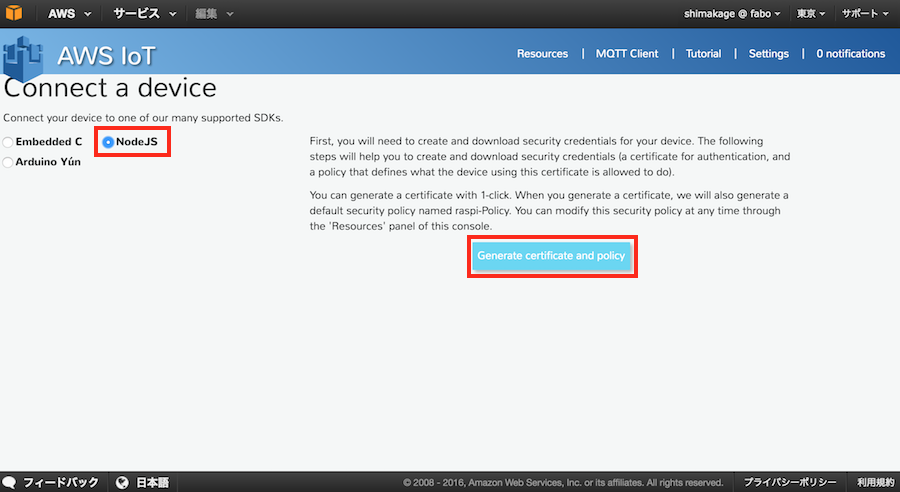 AWS サービス 編集 shimakage @ fabo 東京 サポート
AWS IoT
Resources | MQTT Client | Tutorial | Settings | 0 notifications
Connect a device
Connect your device to one of our many supported SDKs.
Embedded C NodeJS
Arduino Yún
First, you will need to create and download security credentials for your device. The following
steps will help you to create and download security credentials (a certificate for authentication, and
a policy that defines what the device using this certificate is allowed to do).
You can generate a certificate with 1-click. When you generate a certificate, we will also generate a
default security policy named raspi-Policy. You can modify this security policy at any time through
the 'Resources' panel of this console.
Generate certificate and policy
フィードバック 日本語 © 2008 - 2016, Amazon Web Services, Inc. or its affiliates. All rights reserved. プライバシーポリシー 利用規約